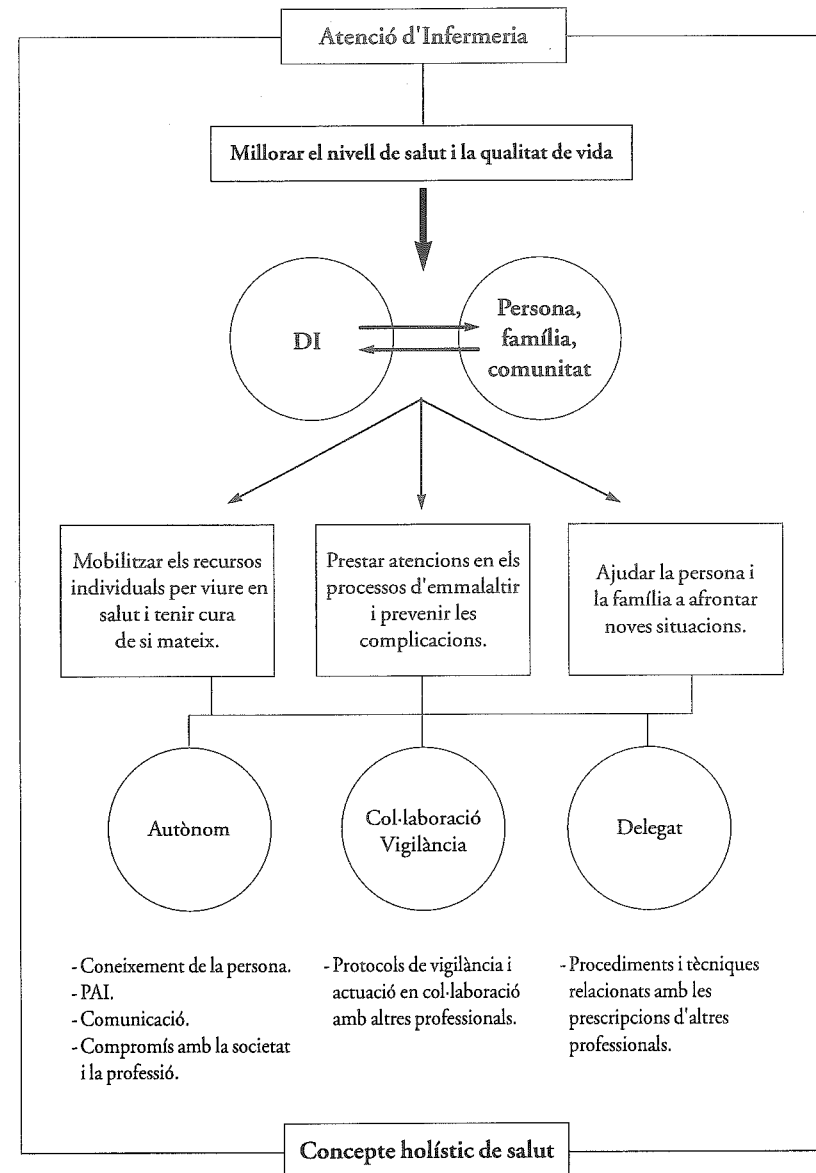 Atenció d'Infermeria
Millorar el nivell de salut i la qualitat de vida
DI
Persona,
família,
comunitat
Mobilitzar els recursos
individuals per viure en
salut i tenir cura
de si mateix.
Prestar atencions en els
processos d'emmalaltir
i prevenir les
complicacions.
Ajudar la persona i
la família a afrontar
noves situacions.
Autònom
Col·laboració
Vigilància
Delegat
- Coneixement de la persona.
- PAI.
- Comunicació.
- Compromís amb la societat
i la professió.
- Protocols de vigilància i
actuació en col·laboració
amb altres professionals.
- Procediments i tècniques
relacionats amb les
prescripcions d'altres
professionals.
Concepte holístic de salut